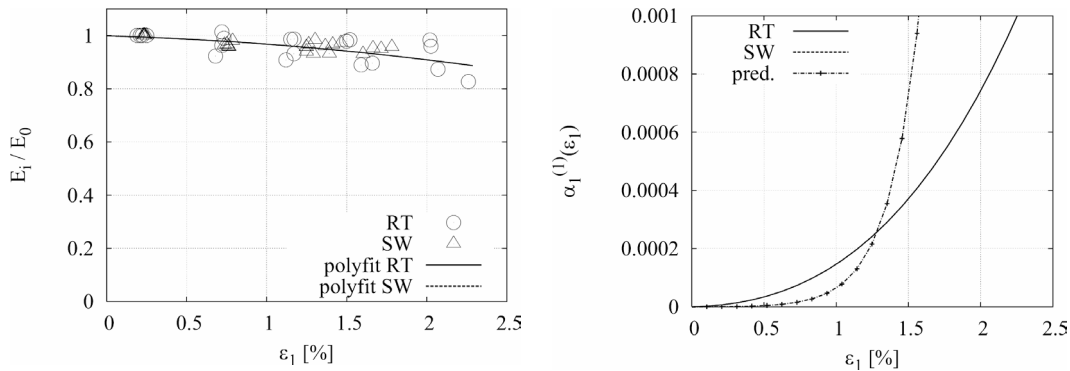 1
0.8
0.6
0.4
0.2
0
E_i / E_0
RT
SW
polyfit RT
polyfit SW
0 0.5 1 1.5 2 2.5
ε_1 [%]
0.001
0.0008
0.0006
0.0004
0.0002
0
α_1^(1)(ε_1)
RT
SW
pred.
0 0.5 1 1.5 2 2.5
ε_1 [%]